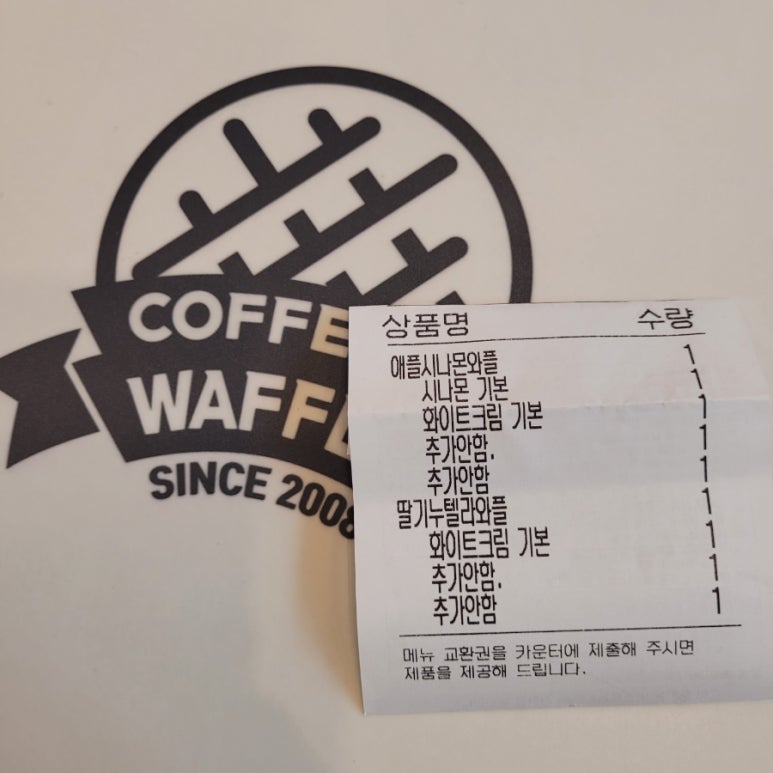 COFFE
WAFFL
SINCE 2008
상품명 수량
애플시나몬와플 1
시나몬 기본 1
화이트크림 기본 1
추가안함. 1
추가안함 1
딸기누텔라와플 1
화이트크림 기본 1
추가안함. 1
추가안함 1
메뉴 교환권을 카운터에 제출해 주시면
제품을 제공해 드립니다.